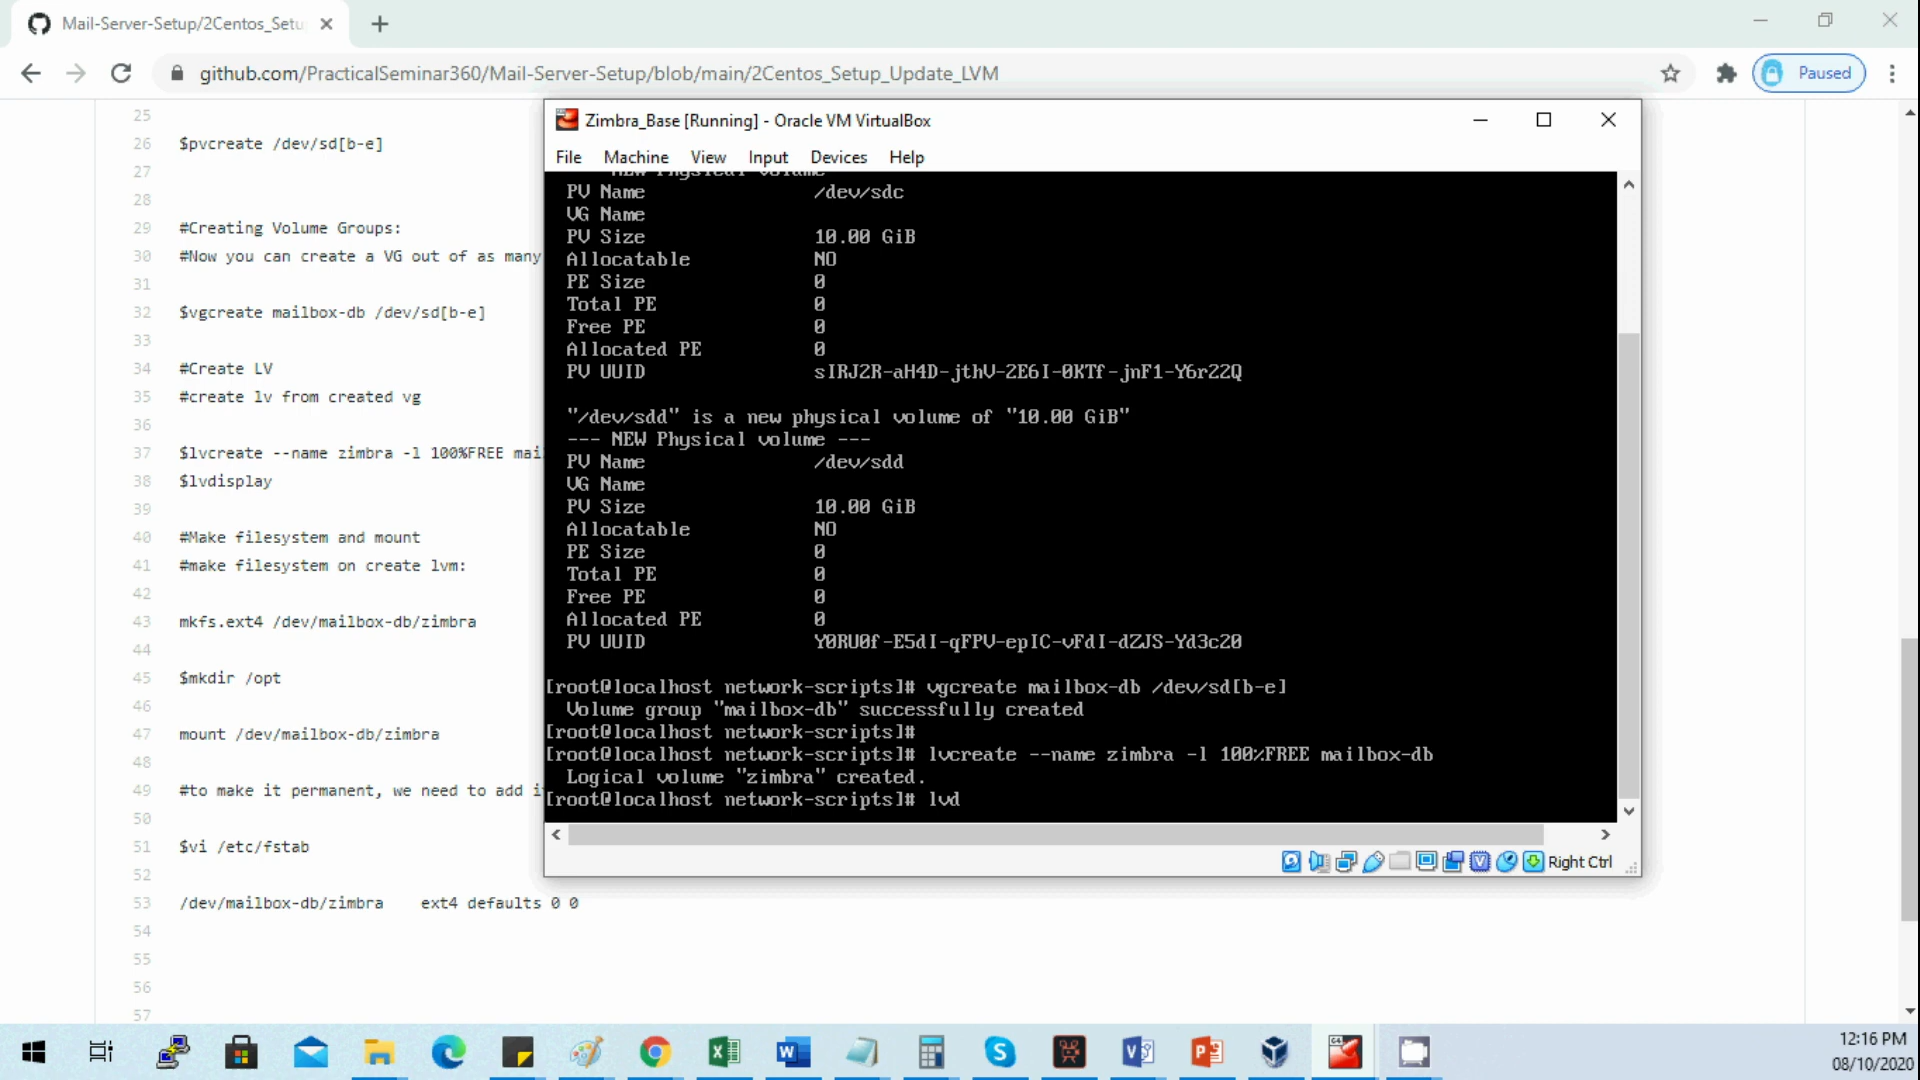 Mail-Server-Setup/2Centos_Setu
github.com/PracticalSeminar360/Mail-Server-Setup/blob/main/2Centos_Setup_Update_LVM
Paused
25
26 $pvcreate /dev/sd[b-e]
27
28
29 #Creating Volume Groups:
30 #Now you can create a VG out of as many
31
32 $vgcreate mailbox-db /dev/sd[b-e]
33
34 #Create LV
35 #create lv from created vg
36
37 $lvcreate --name zimbra -l 100%FREE mai
38 $lvdisplay
39
40 #Make filesystem and mount
41 #make filesystem on create lvm:
42
43 mkfs.ext4 /dev/mailbox-db/zimbra
44
45 $mkdir /opt
46
47 mount /dev/mailbox-db/zimbra
48
49 #to make it permanent, we need to add i
50
51 $vi /etc/fstab
52
53 /dev/mailbox-db/zimbra ext4 defaults 0 0
54
55
56
57
Zimbra_Base [Running] - Oracle VM VirtualBox
File Machine View Input Devices Help
NEW Physical volume
PV Name /dev/sdc
VG Name
PV Size 10.00 GiB
Allocatable NO
PE Size 0
Total PE 0
Free PE 0
Allocated PE 0
PV UUID sIRJ2R-aH4D-jthV-2E6I-0KTf-jnF1-Y6r22Q
"/dev/sdd" is a new physical volume of "10.00 GiB"
--- NEW Physical volume ---
PV Name /dev/sdd
VG Name
PV Size 10.00 GiB
Allocatable NO
PE Size 0
Total PE 0
Free PE 0
Allocated PE 0
PV UUID Y0RU0f-E5dI-qFPV-epIC-vFdI-dZJS-Yd3c20
[root@localhost network-scripts]# vgcreate mailbox-db /dev/sd[b-e]
Volume group "mailbox-db" successfully created
[root@localhost network-scripts]#
[root@localhost network-scripts]# lvcreate --name zimbra -l 100%FREE mailbox-db
Logical volume "zimbra" created.
[root@localhost network-scripts]# lvd
Right Ctrl
12:16 PM
08/10/2020